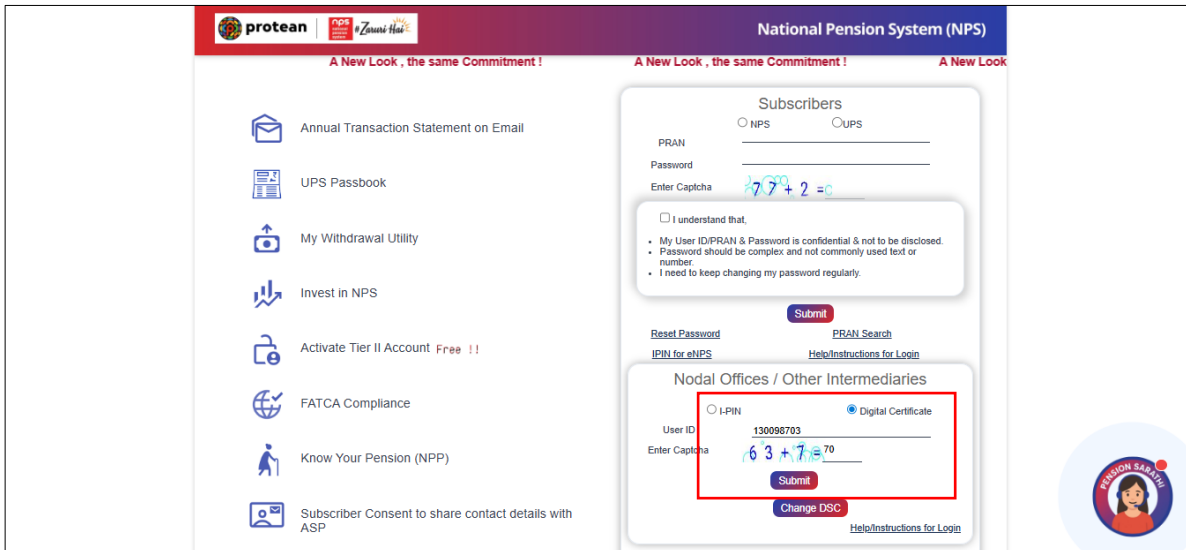 protean
nps
#Zaruri Hai
National Pension System (NPS)
A New Look , the same Commitment !
A New Look , the same Commitment !
A New Look
Annual Transaction Statement on Email
UPS Passbook
My Withdrawal Utility
Invest in NPS
Activate Tier II Account Free !!
FATCA Compliance
Know Your Pension (NPP)
Subscriber Consent to share contact details with
ASP
Subscribers
NPS
UPS
PRAN
Password
Enter Captcha 77 + 2 =
I understand that,
• My User ID/PRAN & Password is confidential & not to be disclosed.
• Password should be complex and not commonly used text or
number.
• I need to keep changing my password regularly.
Submit
Reset Password
PRAN Search
IPIN for eNPS
Help/Instructions for Login
Nodal Offices / Other Intermediaries
I-PIN
Digital Certificate
User ID 130098703
Enter Captcha 63 + 7 = 70
Submit
Change DSC
Help/Instructions for Login
PENSION SARATHI